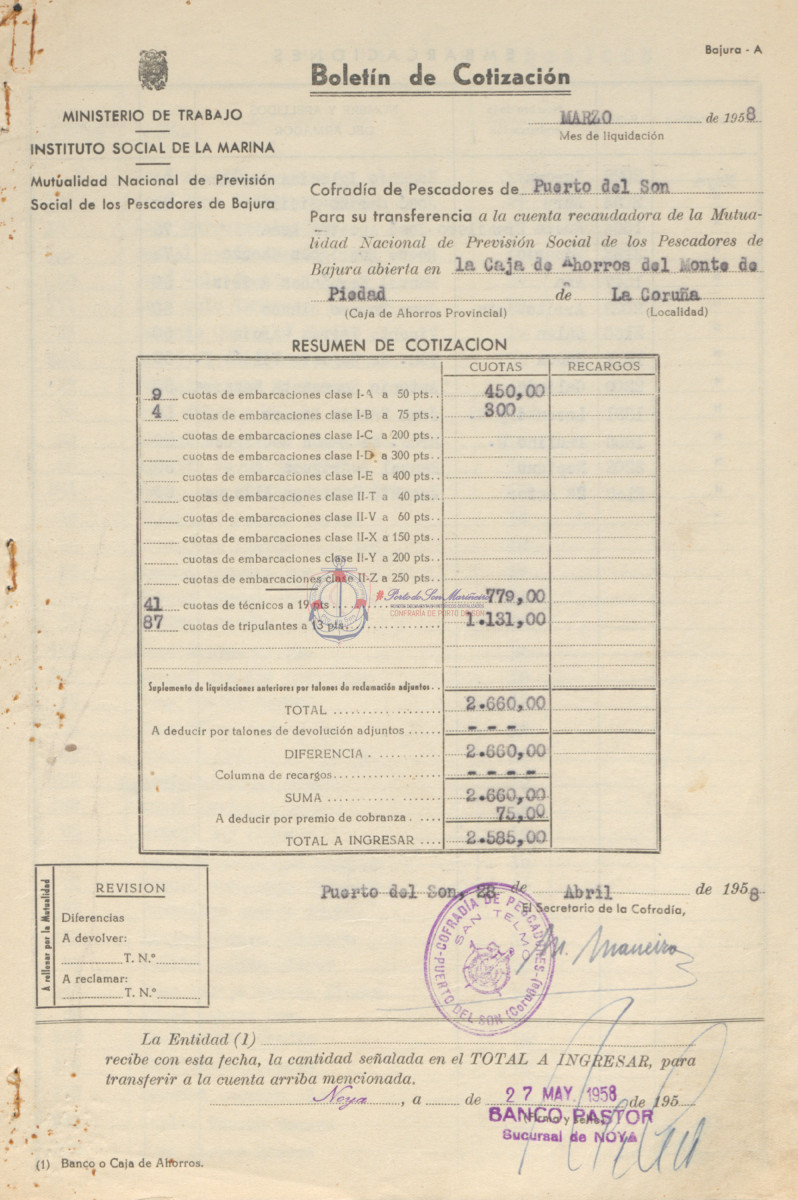 Bajura - A
Boletín de Cotización
MINISTERIO DE TRABAJO
INSTITUTO SOCIAL DE LA MARINA
Mutualidad Nacional de Previsión
Social de los Pescadores de Bajura
MARZO de 1958
Mes de liquidación
Cofradía de Pescadores de Puerto del Son
Para su transferencia a la cuenta recaudadora de la Mutua-
lidad Nacional de Previsión Social de los Pescadores de
Bajura abierta en la Caja de Ahorros del Monte de
Piedad de La Coruña
(Caja de Ahorros Provincial) (Localidad)
RESUMEN DE COTIZACION
CUOTAS RECARGOS
9 cuotas de embarcaciones clase I-A a 50 pts.. 450,00
4 cuotas de embarcaciones clase I-B a 75 pts.. 300
cuotas de embarcaciones clase I-C a 200 pts..
cuotas de embarcaciones clase I-D a 300 pts..
cuotas de embarcaciones clase I-E a 400 pts..
cuotas de embarcaciones clase II-T a 40 pts..
cuotas de embarcaciones clase II-V a 60 pts..
cuotas de embarcaciones clase II-X a 150 pts..
cuotas de embarcaciones clase II-Y a 200 pts..
cuotas de embarcaciones clase II-Z a 250 pts..
41 cuotas de técnicos a 19 pts. 779,00
87 cuotas de tripulantes a 13 pts. 1.131,00
#PortodeSonMariñeiro
CONFRARÍA DE PORTO DO SON
Suplemento de liquidaciones anteriores por talones de reclamación adjuntos..
TOTAL 2.660,00
A deducir por talones de devolución adjuntos - - -
DIFERENCIA 2.660,00
Columna de recargos - - - -
SUMA 2.660,00
A deducir por premio de cobranza 75,00
TOTAL A INGRESAR 2.585,00
A rellenar por la Mutualidad
REVISION
Diferencias
A devolver:
T. N.º
A reclamar:
T. N.º
Puerto del Son, 28 de Abril de 1958
El Secretario de la Cofradía,
COFRADÍA DE PESCADORES
SAN TELMO
PUERTO DEL SON (Coruña)
M. Maneiro
La Entidad (1)
recibe con esta fecha, la cantidad señalada en el TOTAL A INGRESAR, para
transferir a la cuenta arriba mencionada.
Noya, a de 27 MAY. 1958 de 195
(Firma y sello)
BANCO PASTOR
Sucursal de NOYA
(1) Banco o Caja de Ahorros.